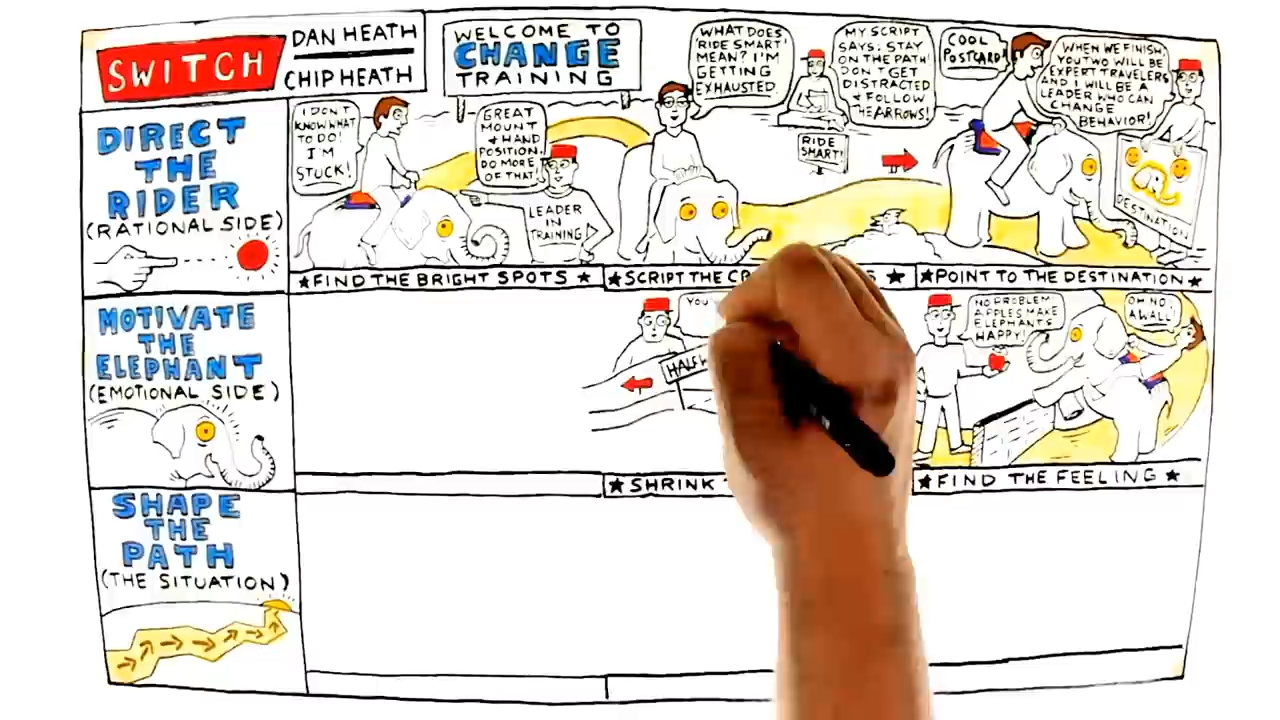 SWITCH
DAN HEATH
CHIP HEATH
WELCOME TO
CHANGE
TRAINING
DIRECT
THE
RIDER
(RATIONAL SIDE)
I DON'T
KNOW WHAT
TO DO!
I'M
STUCK!
GREAT
MOUNT
& HAND
POSITION.
DO MORE
OF THAT!
LEADER
IN
TRAINING
WHAT DOES
'RIDE SMART'
MEAN? I'M
GETTING
EXHAUSTED.
MY SCRIPT
SAYS: STAY
ON THE PATH!
DON'T GET
DISTRACTED
& FOLLOW
THE ARROWS!
RIDE
SMART!
COOL
POSTCARD!
WHEN WE FINISH,
YOU TWO WILL BE
EXPERT TRAVELERS
AND I WILL BE A
LEADER WHO CAN
CHANGE
BEHAVIOR!
DESTINATION
FIND THE BRIGHT SPOTS
SCRIPT THE
POINT TO THE DESTINATION
MOTIVATE
THE
ELEPHANT
(EMOTIONAL SIDE)
YOU
NO PROBLEM.
APPLES MAKE
ELEPHANTS
HAPPY!
OH NO!
A WALL!
SHRINK
FIND THE FEELING
SHAPE
THE
PATH
(THE SITUATION)